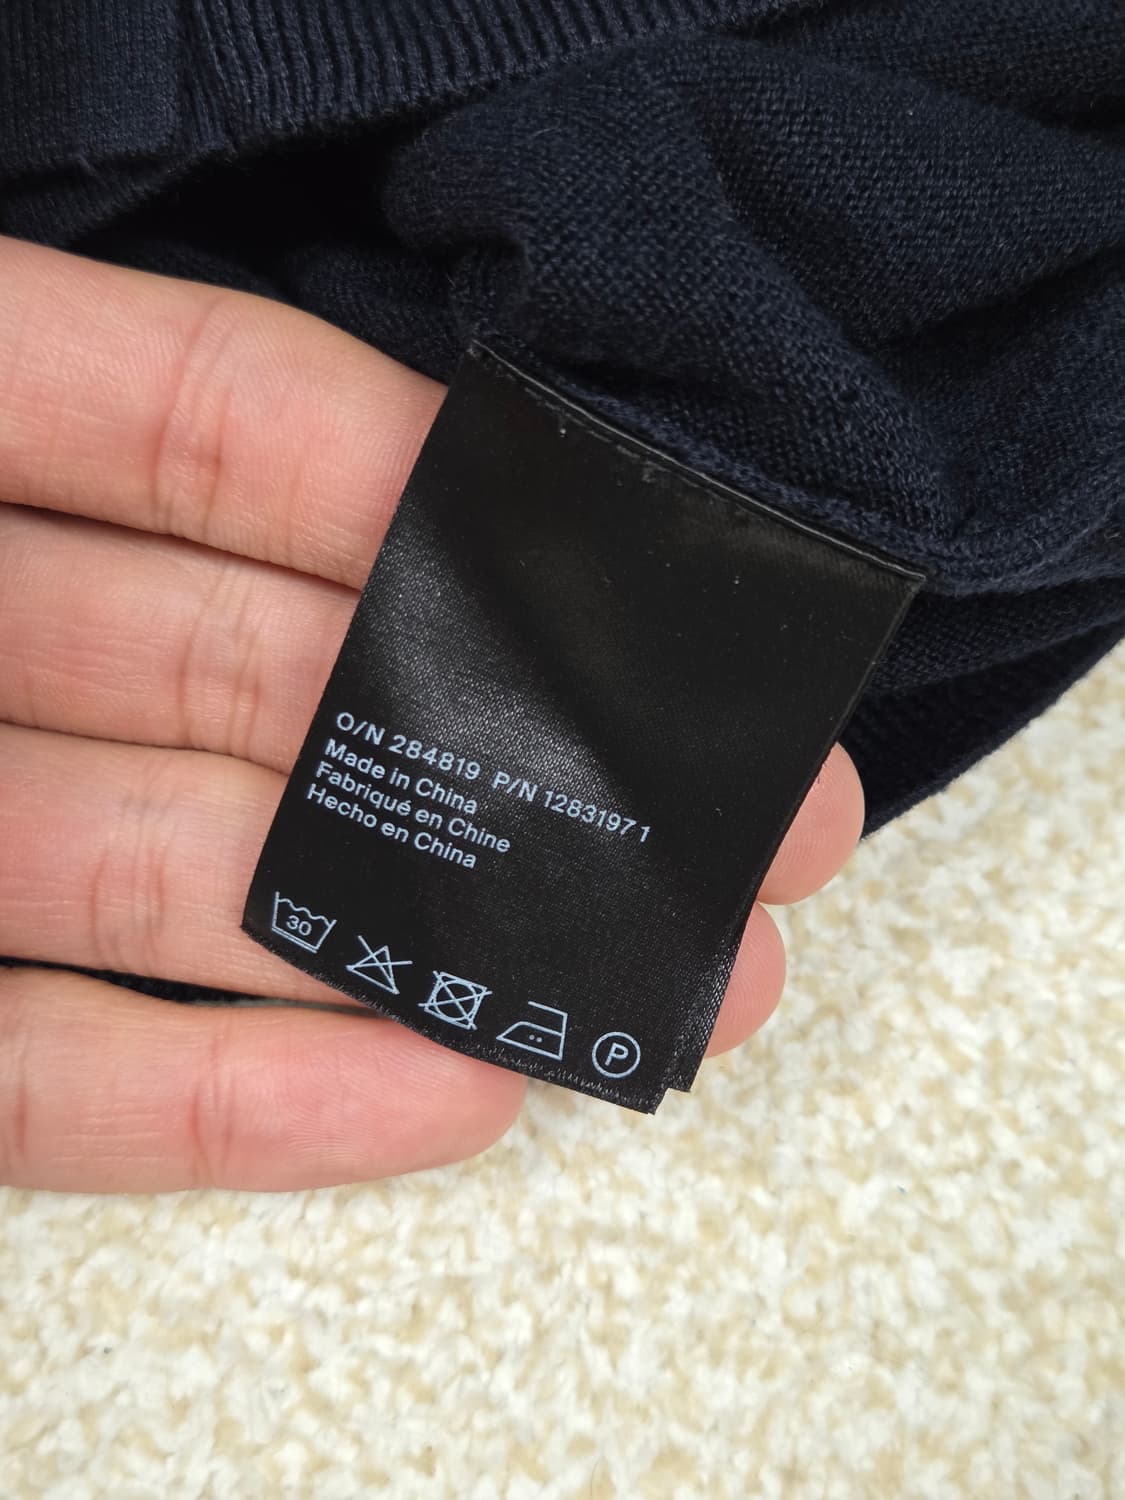 O/N 284819 P/N 12831971
Made in China
Fabriqué en Chine
Hecho en China
30
P